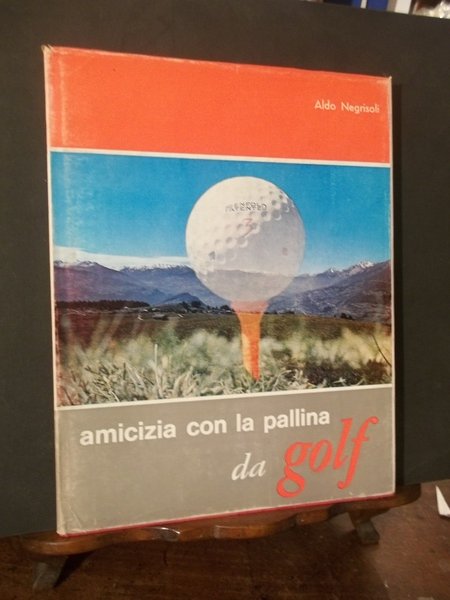 Aldo Negrisoli
amicizia con la pallina
da golf